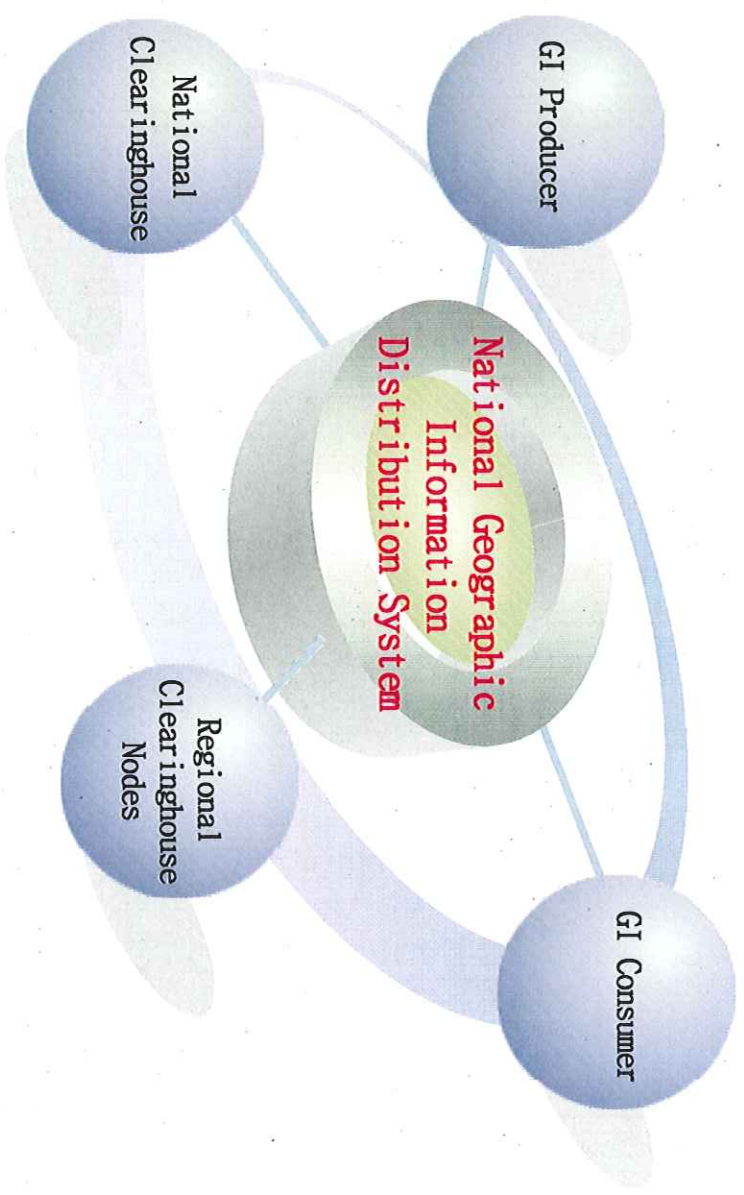 GI Producer
GI Consumer
National Geographic
Information
Distribution System
National
Clearinghouse
Regional
Clearinghouse
Nodes